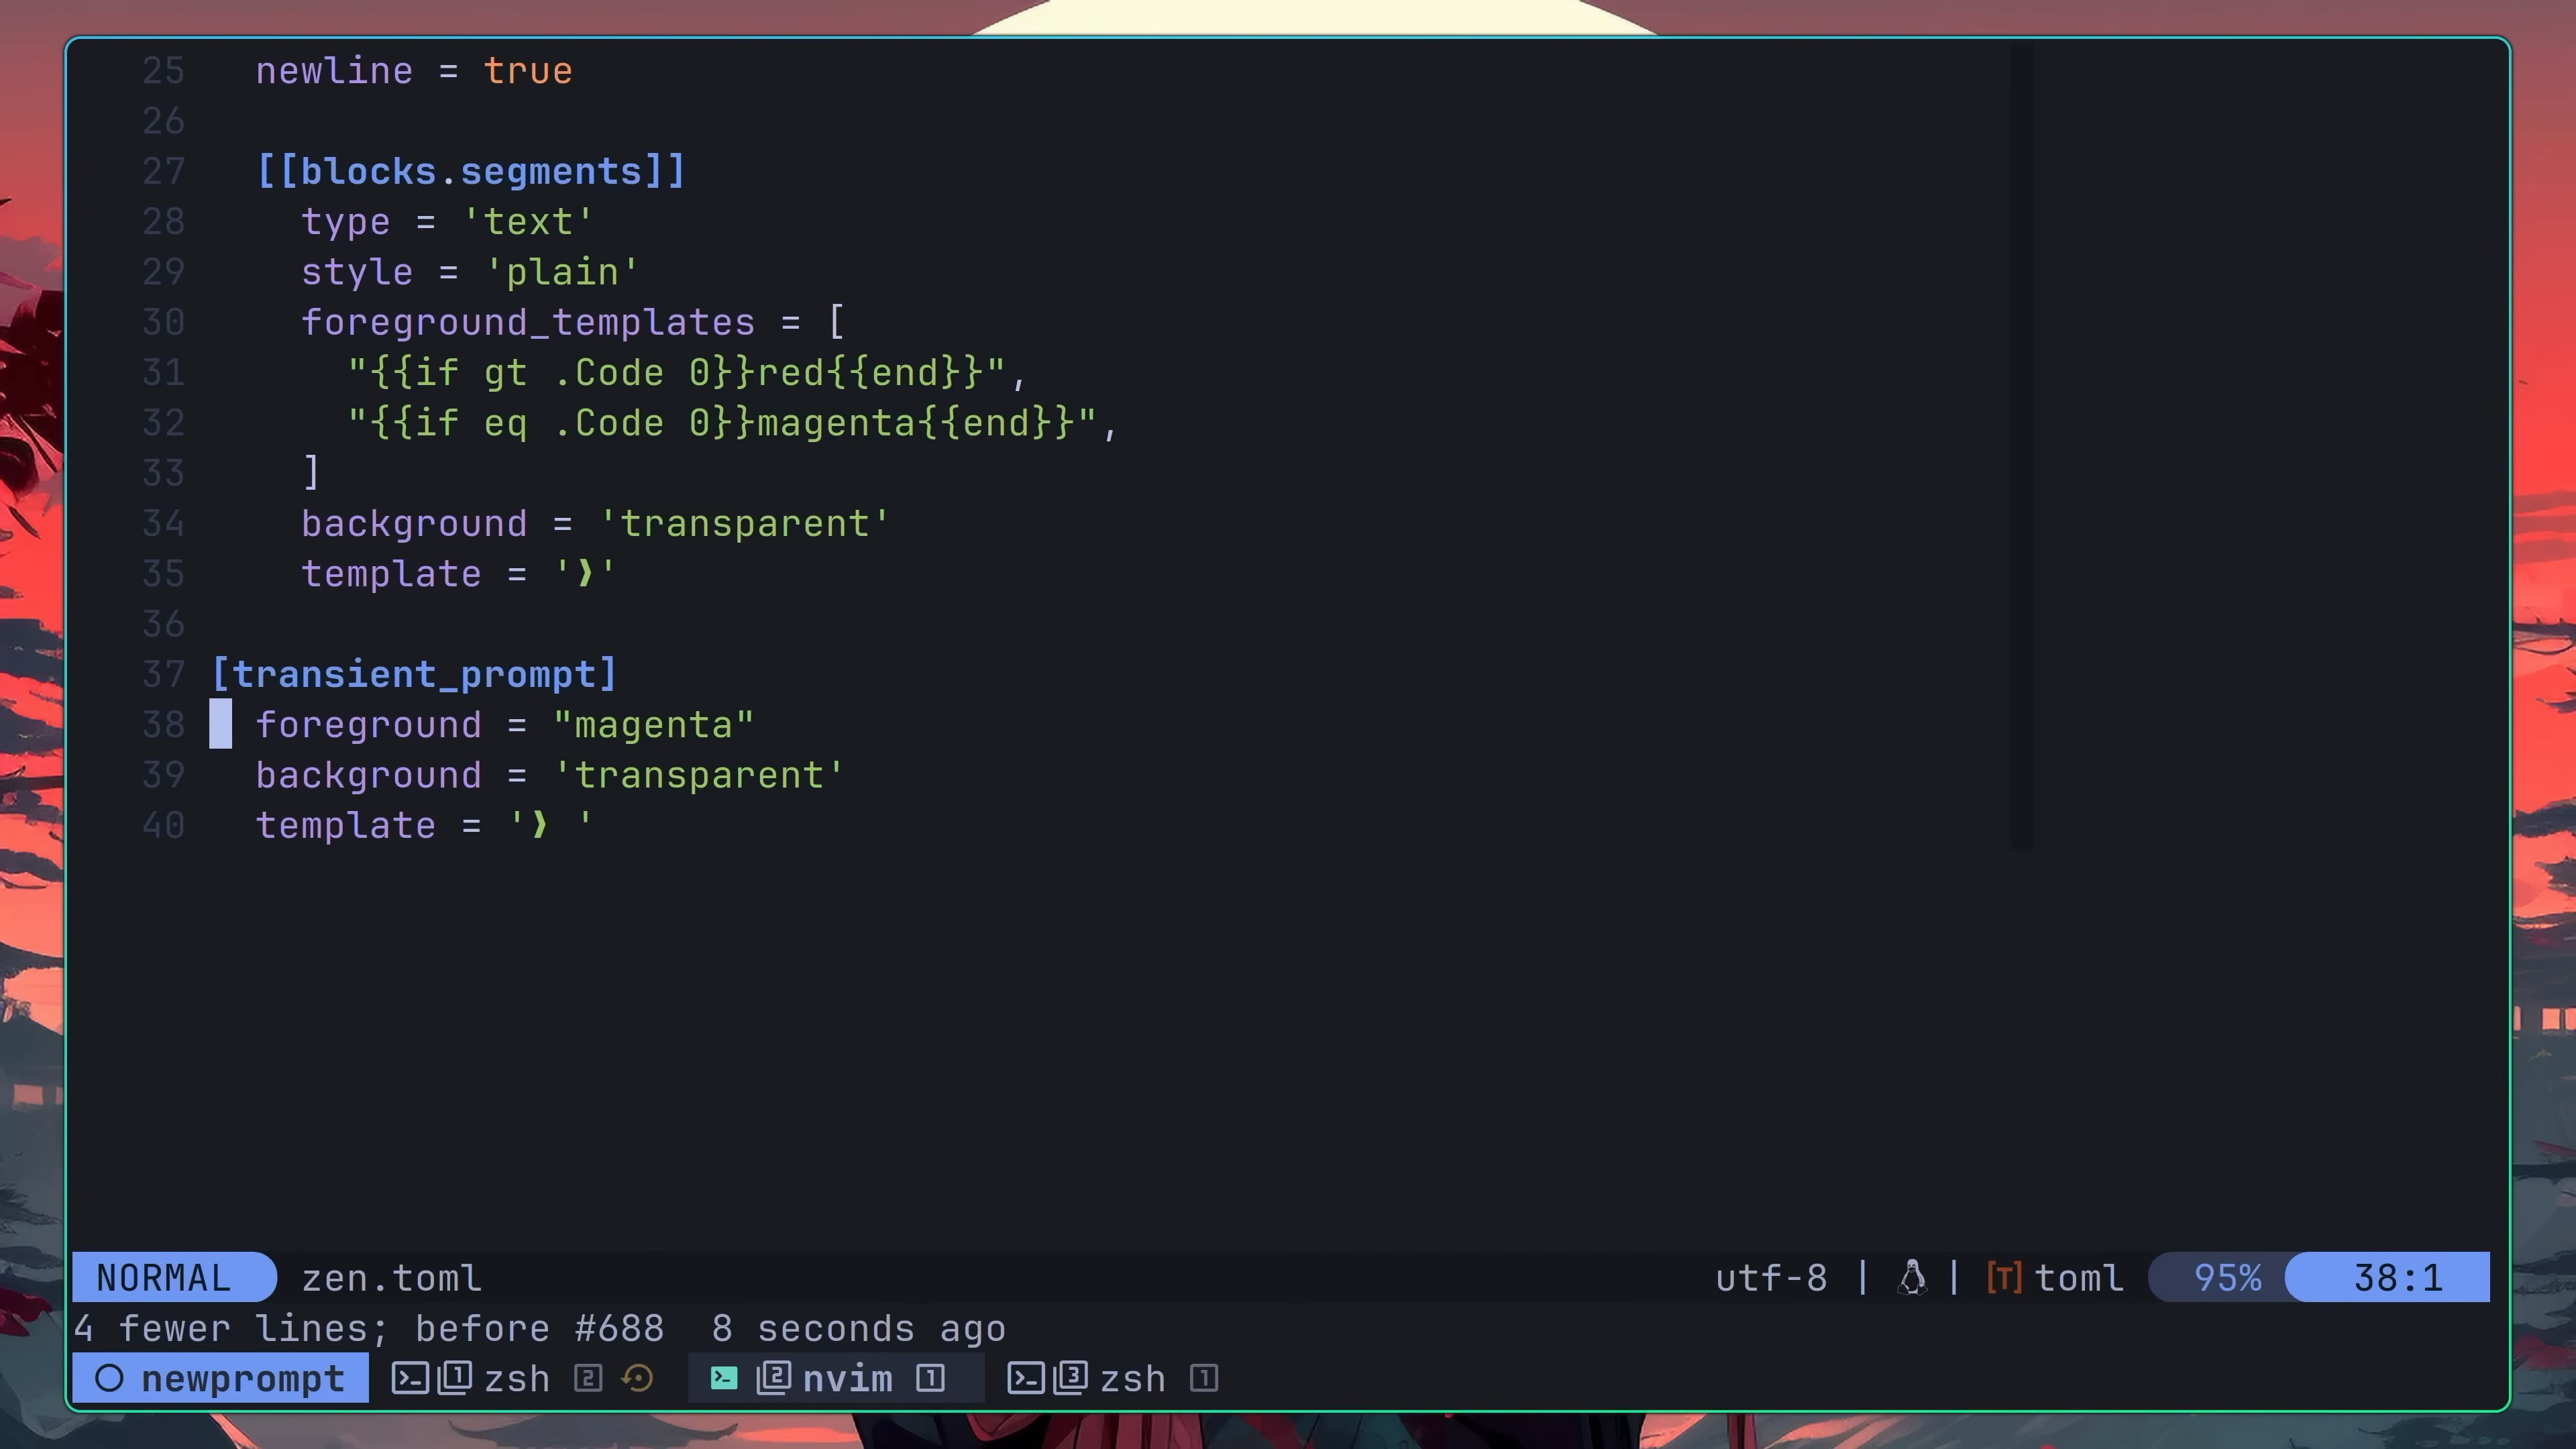 25 newline = true
26
27 [[blocks.segments]]
28 type = 'text'
29 style = 'plain'
30 foreground_templates = [
31 "{{if gt .Code 0}}red{{end}}",
32 "{{if eq .Code 0}}magenta{{end}}",
33 ]
34 background = 'transparent'
35 template = '❯'
36
37 [transient_prompt]
38 foreground = "magenta"
39 background = 'transparent'
40 template = '❯ '
NORMAL zen.toml utf-8 | | [T] toml 95% 38:1
4 fewer lines; before #688 8 seconds ago
newprompt 1 zsh 2 2 nvim 1 3 zsh 1